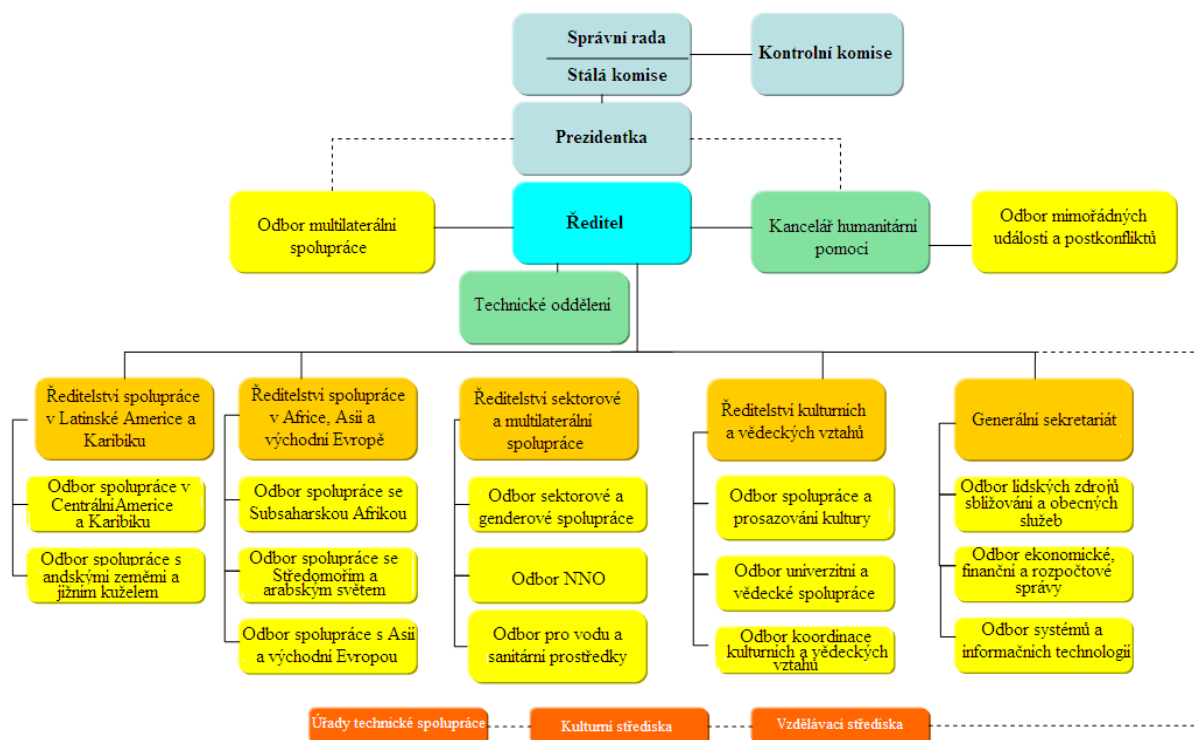 Správní rada
Stálá komise
Kontrolní komise
Prezidentka
Odbor multilaterální
spolupráce
Ředitel
Kancelář humanitární
pomoci
Odbor mimořádných
událostí a postkonfliktů
Technické oddělení
Ředitelství spolupráce
v Latinské Americe a
Karibiku
Ředitelství spolupráce
v Africe, Asii a
východní Evropě
Ředitelství sektorové
a multilaterální
spolupráce
Ředitelství kulturních
a vědeckých vztahů
Generální sekretariát
Odbor spolupráce v
CentrálníAmerice
a Karibiku
Odbor spolupráce s
andskými zeměmi a
jižním kuželem
Odbor spolupráce se
Subsaharskou Afrikou
Odbor spolupráce se
Středomořím a
arabským světem
Odbor spolupráce s Asií
a východní Evropou
Odbor sektorové a
genderové spolupráce
Odbor NNO
Odbor pro vodu a
sanitární prostředky
Odbor spolupráce a
prosazování kultury
Odbor univerzitní a
vědecké spolupráce
Odbor koordinace
kulturních a vědeckých
vztahů
Odbor lidských zdrojů
sbližování a obecných
služeb
Odbor ekonomické,
finanční a rozpočtové
správy
Odbor systémů a
informačních technologií
Úřady technické spolupráce
Kulturní střediska
Vzdělávací střediska